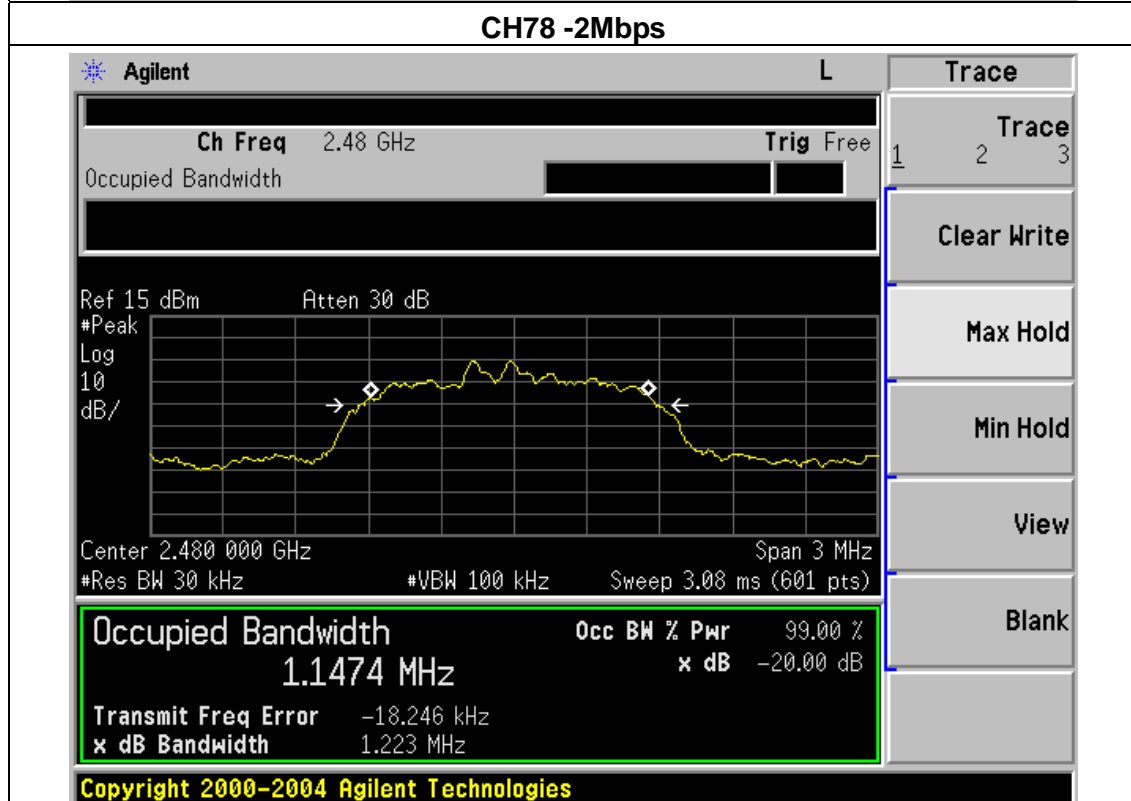 CH78 -2Mbps
Agilent L Trace
Ch Freq 2.48 GHz Trig Free
Occupied Bandwidth
Trace
1 2 3
Clear Write
Max Hold
Min Hold
View
Blank
Ref 15 dBm Atten 30 dB
#Peak
Log
10
dB/
Center 2.480 000 GHz Span 3 MHz
#Res BW 30 kHz #VBW 100 kHz Sweep 3.08 ms (601 pts)
Occupied Bandwidth Occ BW % Pwr 99.00 %
1.1474 MHz x dB -20.00 dB
Transmit Freq Error -18.246 kHz
x dB Bandwidth 1.223 MHz
Copyright 2000-2004 Agilent Technologies